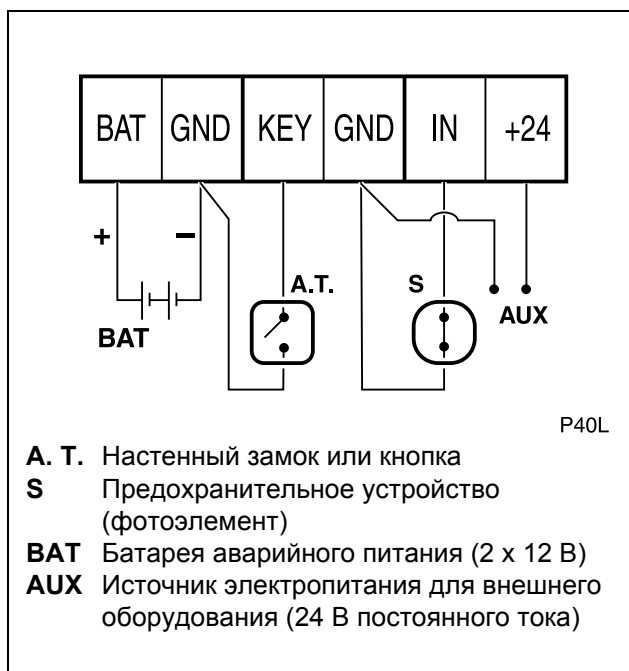 BAT GND KEY GND IN +24
+ −
A.T. S
BAT AUX
P40L
A. T. Настенный замок или кнопка
S Предохранительное устройство
(фотоэлемент)
BAT Батарея аварийного питания (2 x 12 В)
AUX Источник электропитания для внешнего
оборудования (24 В постоянного тока)